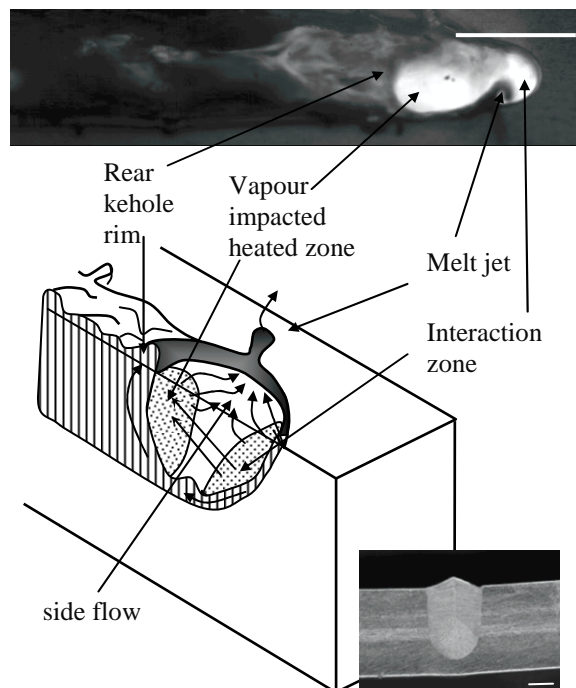 Rear
kehole
rim
Vapour
impacted
heated zone
Melt jet
Interaction
zone
side flow